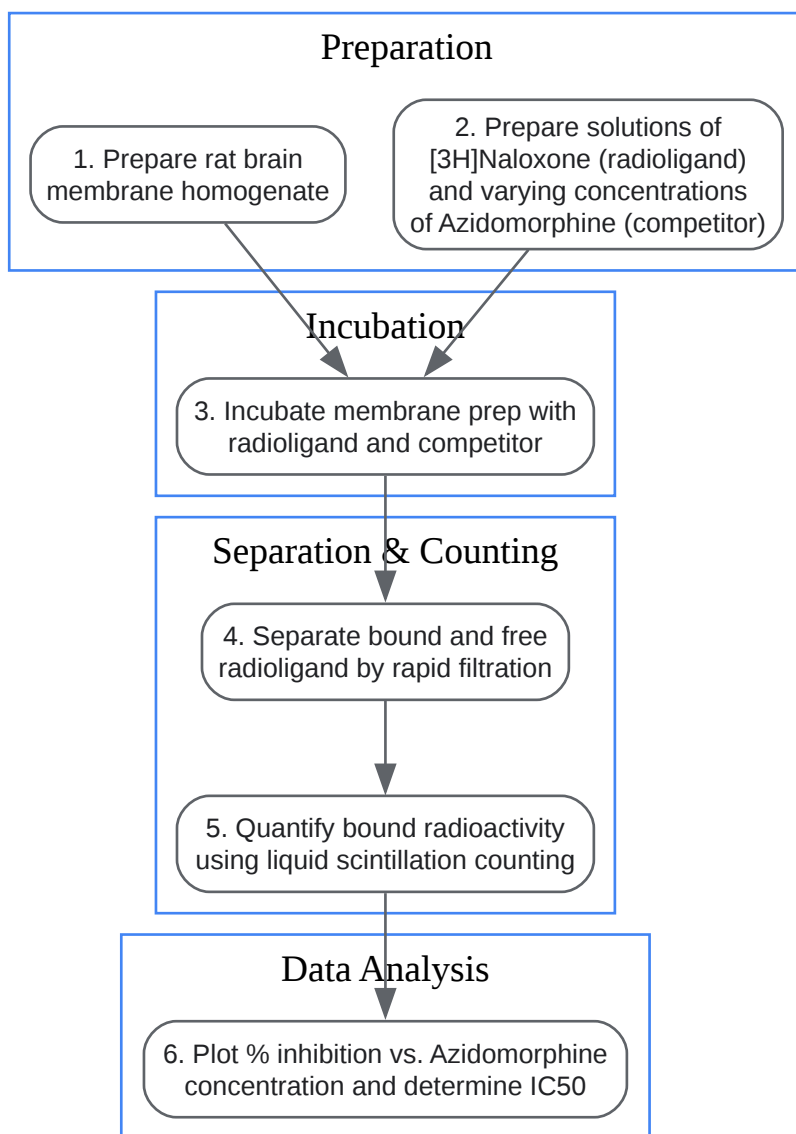 Preparation
1. Prepare rat brain
membrane homogenate
2. Prepare solutions of
[3H]Naloxone (radioligand)
and varying concentrations
of Azidomorphine (competitor)
Incubation
3. Incubate membrane prep with
radioligand and competitor
Separation & Counting
4. Separate bound and free
radioligand by rapid filtration
5. Quantify bound radioactivity
using liquid scintillation counting
Data Analysis
6. Plot % inhibition vs. Azidomorphine
concentration and determine IC50